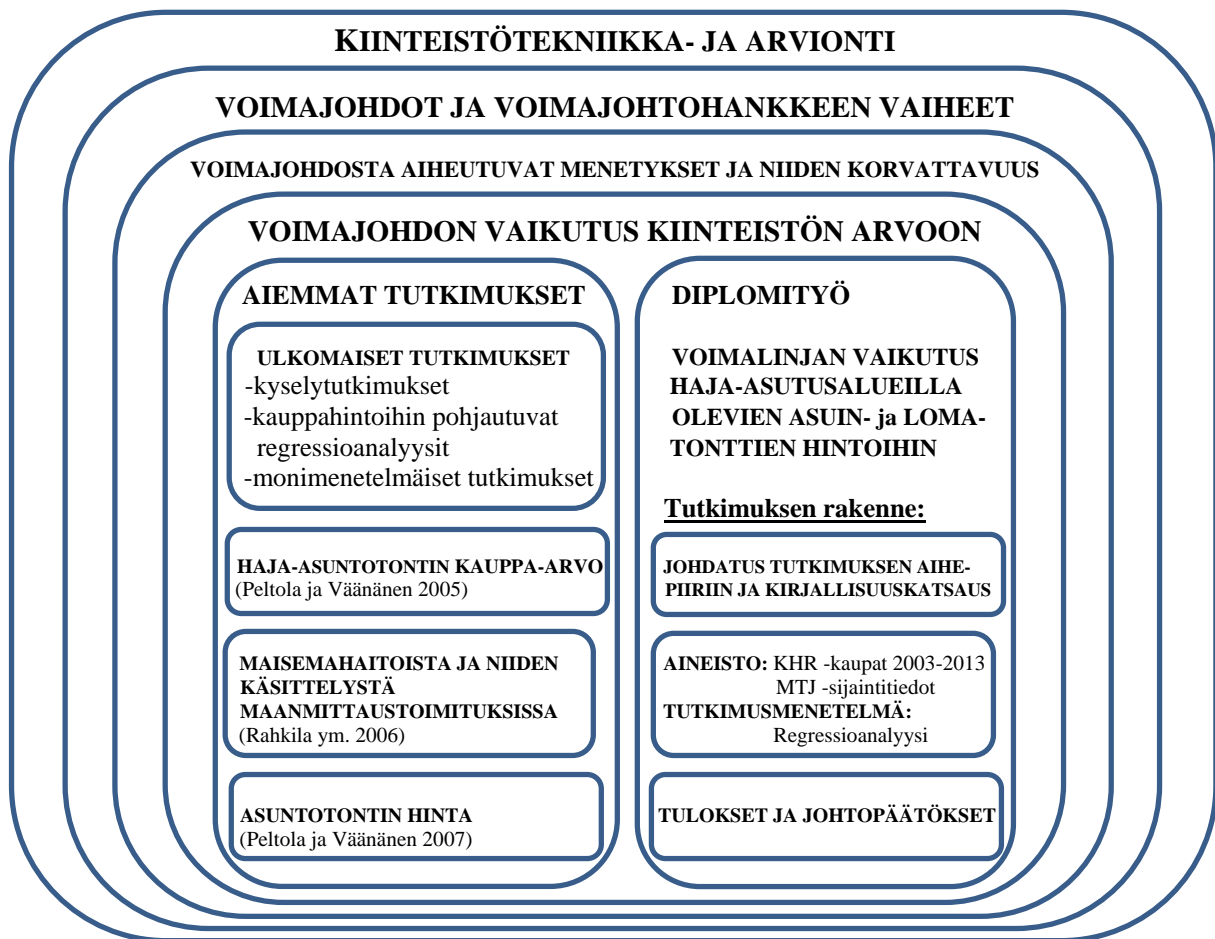 KIINTEISTÖTEKNIIKKA- JA ARVIONTI
VOIMAJOHDOT JA VOIMAJOHTOHANKKEEN VAIHEET
VOIMAJOHDOSTA AIHEUTUVAT MENETYKSET JA NIIDEN KORVATTAVUUS
VOIMAJOHDON VAIKUTUS KIINTEISTÖN ARVOON
AIEMMAT TUTKIMUKSET
ULKOMAISET TUTKIMUKSET
-kyselytutkimukset
-kauppahintoihin pohjautuvat
regressioanalyysit
-monimenetelmäiset tutkimukset
HAJA-ASUNTOTONTIN KAUPPA-ARVO
(Peltola ja Väänänen 2005)
MAISEMAHAITOISTA JA NIIDEN
KÄSITTELYSTÄ
MAANMITTAUSTOIMITUKSISSA
(Rahkila ym. 2006)
ASUNTOTONTIN HINTA
(Peltola ja Väänänen 2007)
DIPLOMITYÖ
VOIMALINJAN VAIKUTUS
HAJA-ASUTUSALUEILLA
OLEVIEN ASUIN- ja LOMA-
TONTTIEN HINTOIHIN
Tutkimuksen rakenne:
JOHDATUS TUTKIMUKSEN AIHE-
PIIRIIN JA KIRJALLISUUSKATSAUS
AINEISTO: KHR -kaupat 2003-2013
MTJ -sijaintitiedot
TUTKIMUSMENETELMÄ:
Regressioanalyysi
TULOKSET JA JOHTOPÄÄTÖKSET